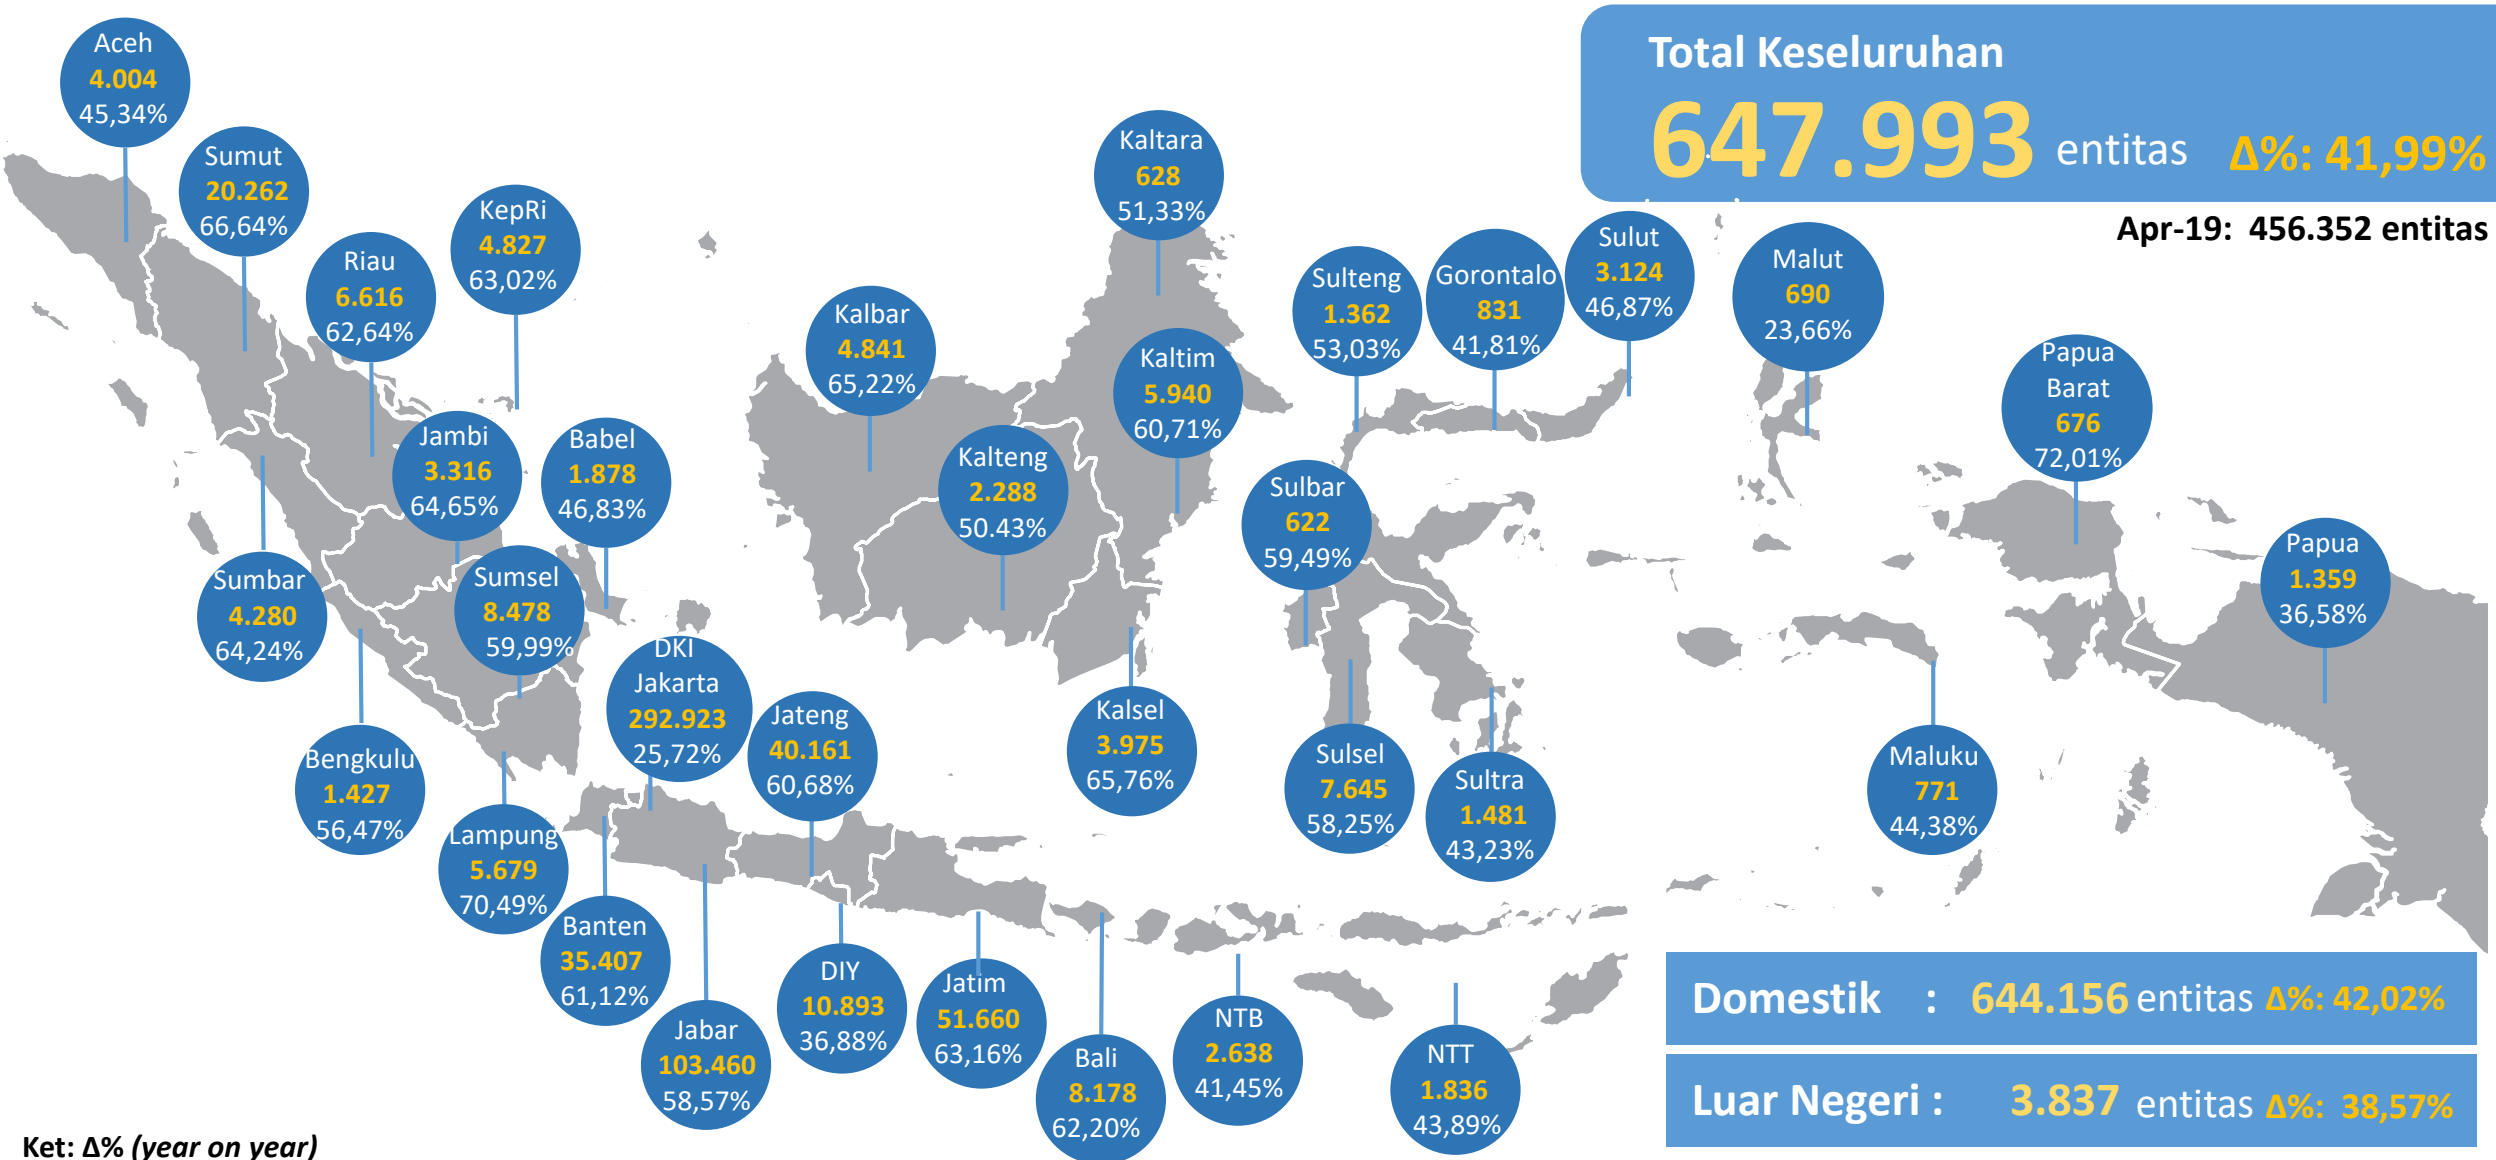 Total Keseluruhan
647.993 entitas Δ%: 41,99%
Apr-19: 456.352 entitas
Aceh
4.004
45,34%
Sumut
20.262
66,64%
Riau
6.616
62,64%
KepRi
4.827
63,02%
Jambi
3.316
64,65%
Babel
1.878
46,83%
Sumbar
4.280
64,24%
Sumsel
8.478
59,99%
Bengkulu
1.427
56,47%
Lampung
5.679
70,49%
DKI
Jakarta
292.923
25,72%
Jateng
40.161
60,68%
Banten
35.407
61,12%
Jabar
103.460
58,57%
DIY
10.893
36,88%
Jatim
51.660
63,16%
Bali
8.178
62,20%
NTB
2.638
41,45%
NTT
1.836
43,89%
Kaltara
628
51,33%
Kalbar
4.841
65,22%
Kaltim
5.940
60,71%
Kalteng
2.288
50.43%
Kalsel
3.975
65,76%
Sulteng
1.362
53,03%
Gorontalo
831
41,81%
Sulut
3.124
46,87%
Sulbar
622
59,49%
Sulsel
7.645
58,25%
Sultra
1.481
43,23%
Malut
690
23,66%
Papua
Barat
676
72,01%
Papua
1.359
36,58%
Maluku
771
44,38%
Domestik : 644.156 entitas Δ%: 42,02%
Luar Negeri : 3.837 entitas Δ%: 38,57%
Ket: Δ% (year on year)